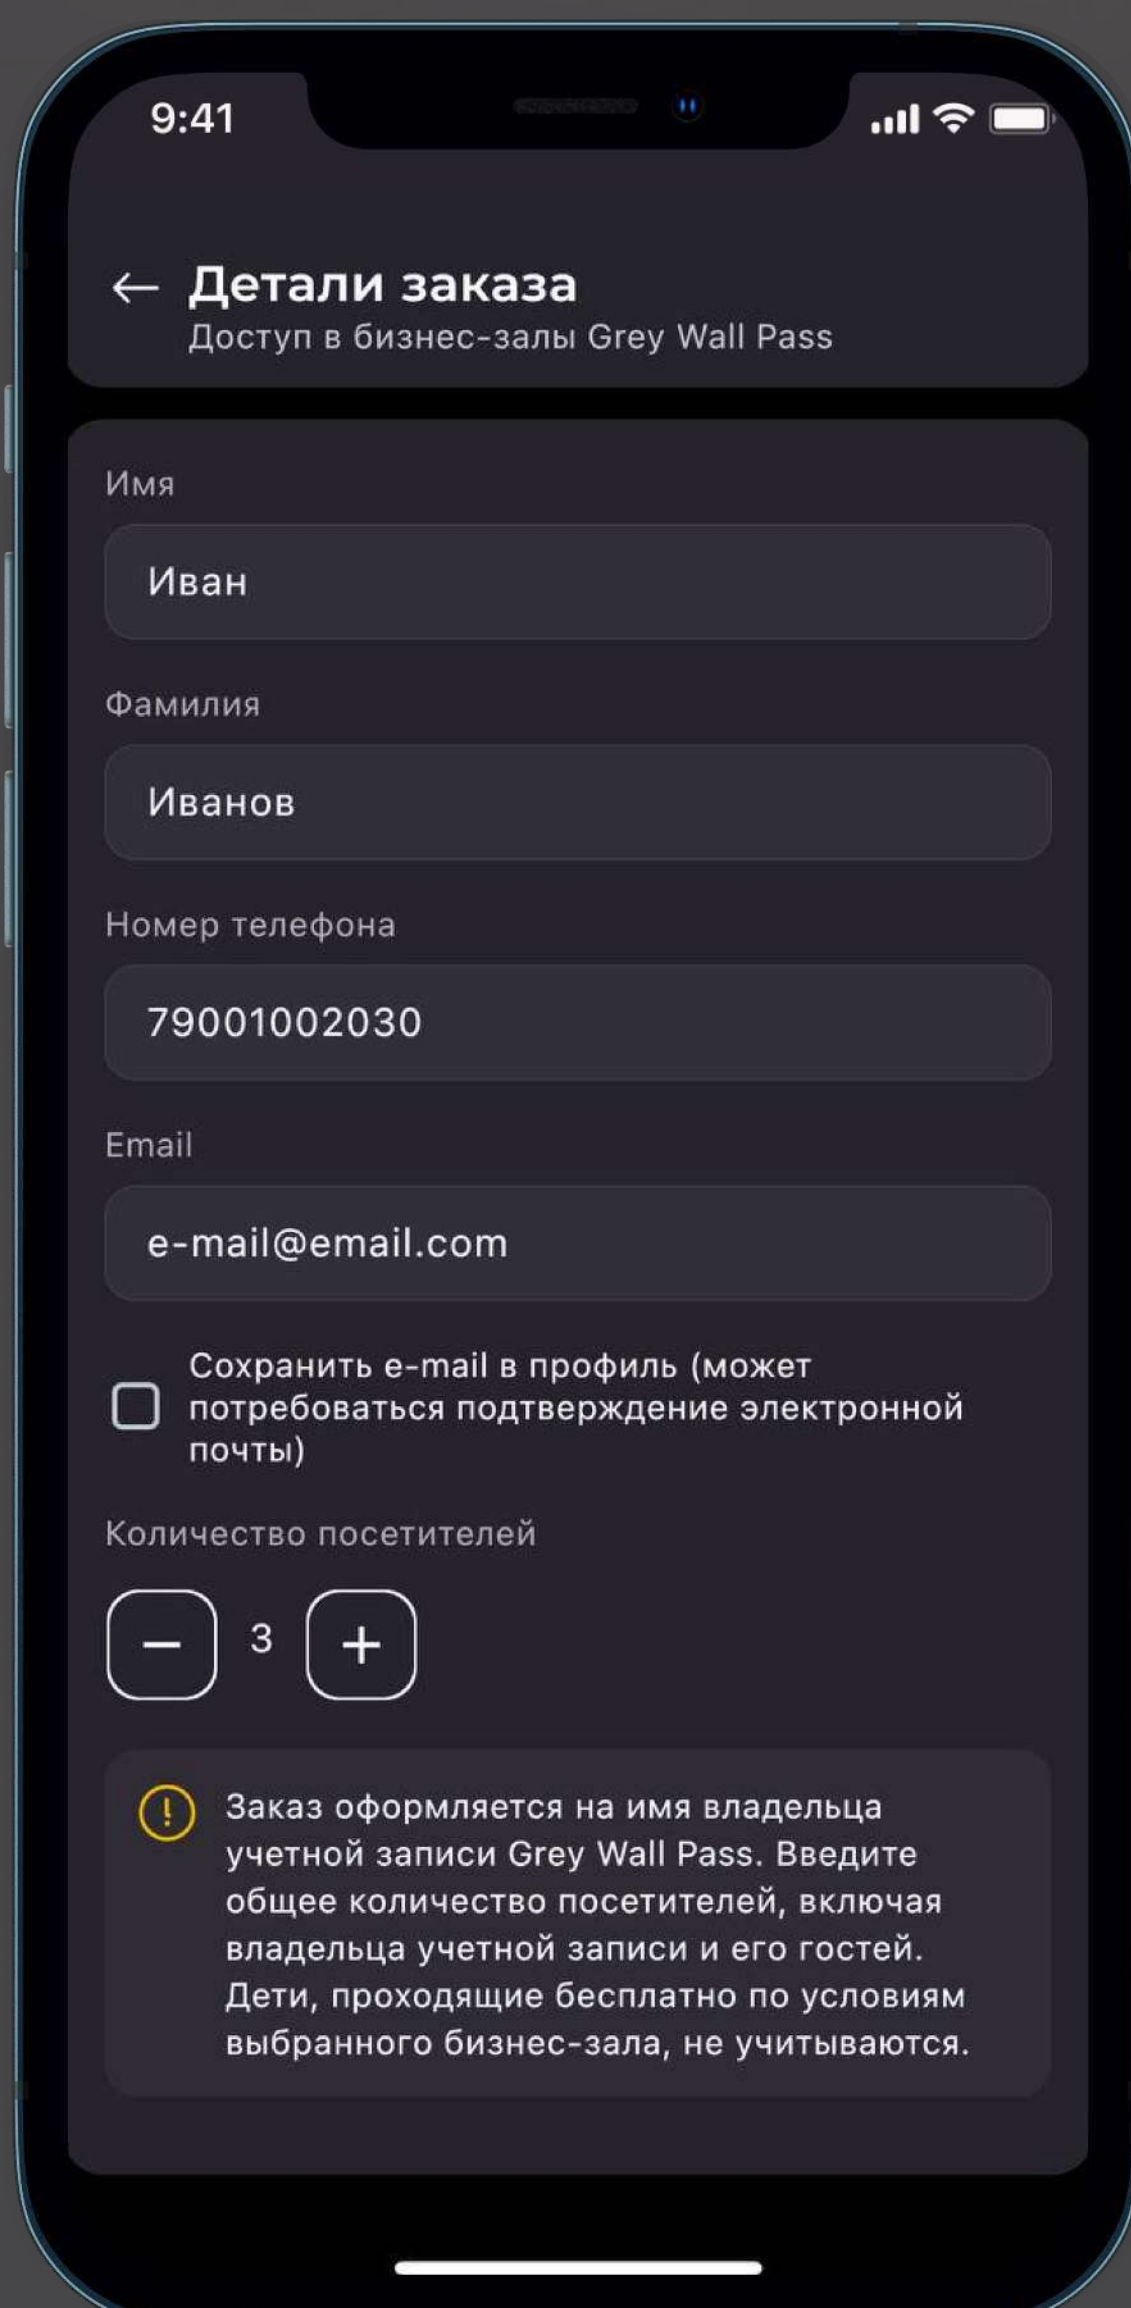 9:41
Детали заказа
Доступ в бизнес-залы Grey Wall Pass
Имя
Иван
Фамилия
Иванов
Номер телефона
79001002030
Email
e-mail@email.com
Сохранить e-mail в профиль (может
потребоваться подтверждение электронной
почты)
Количество посетителей
3
Заказ оформляется на имя владельца
учетной записи Grey Wall Pass. Введите
общее количество посетителей, включая
владельца учетной записи и его гостей.
Дети, проходящие бесплатно по условиям
выбранного бизнес-зала, не учитываются.